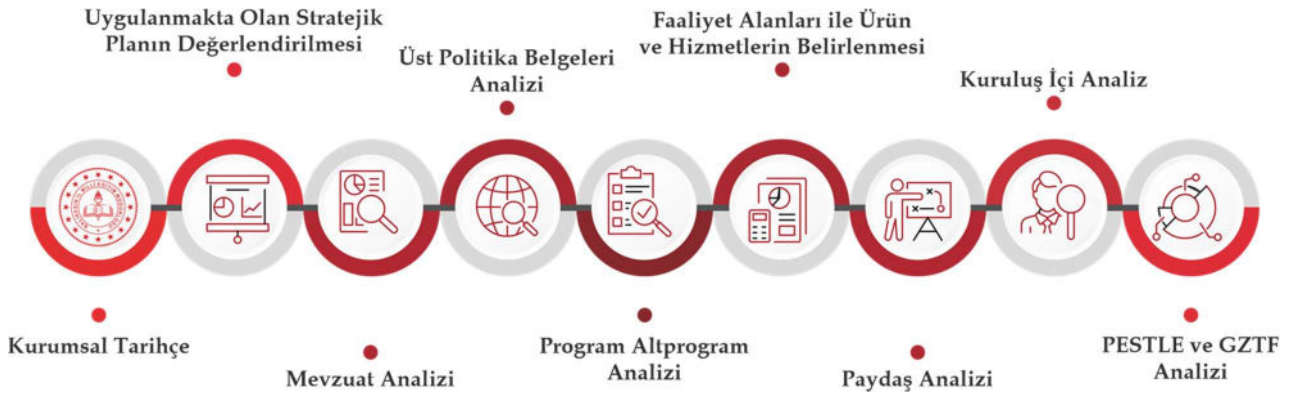 Uygulanmakta Olan Stratejik
Planın Değerlendirilmesi
Üst Politika Belgeleri
Analizi
Faaliyet Alanları ile Ürün
ve Hizmetlerin Belirlenmesi
Kuruluş İçi Analiz
Kurumsal Tarihçe
Mevzuat Analizi
Program Altprogram
Analizi
Paydaş Analizi
PESTLE ve GZTF
Analizi